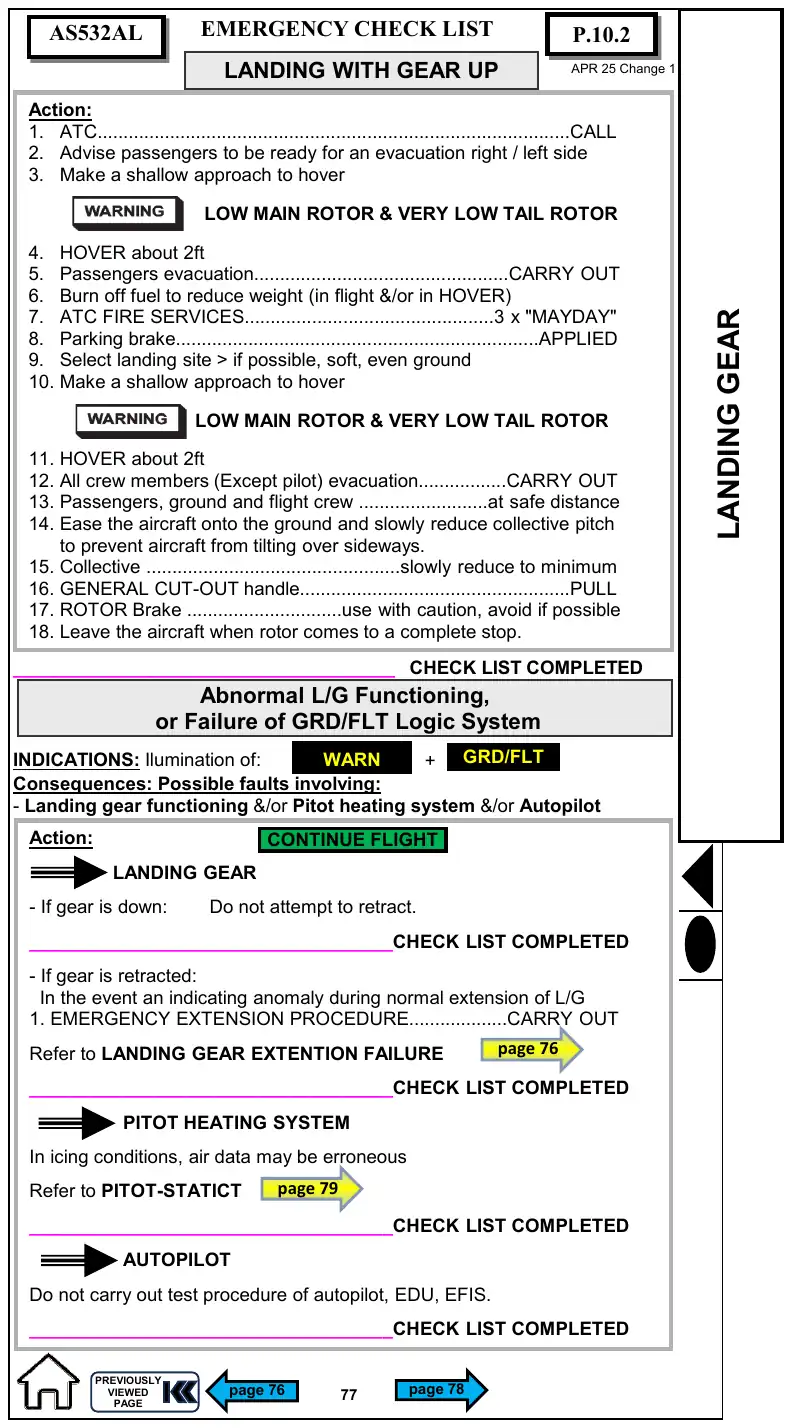 AS532AL
EMERGENCY CHECK LIST
P.10.2
LANDING WITH GEAR UP
APR 25 Change 1
LANDING GEAR
Action:
1. ATC.................................................................................CALL
2. Advise passengers to be ready for an evacuation right / left side
3. Make a shallow approach to hover
WARNING LOW MAIN ROTOR & VERY LOW TAIL ROTOR
4. HOVER about 2ft
5. Passengers evacuation.................................................CARRY OUT
6. Burn off fuel to reduce weight (in flight &/or in HOVER)
7. ATC FIRE SERVICES................................................3 x "MAYDAY"
8. Parking brake......................................................................APPLIED
9. Select landing site > if possible, soft, even ground
10. Make a shallow approach to hover
WARNING LOW MAIN ROTOR & VERY LOW TAIL ROTOR
11. HOVER about 2ft
12. All crew members (Except pilot) evacuation.................CARRY OUT
13. Passengers, ground and flight crew .........................at safe distance
14. Ease the aircraft onto the ground and slowly reduce collective pitch
to prevent aircraft from tilting over sideways.
15. Collective .................................................slowly reduce to minimum
16. GENERAL CUT-OUT handle....................................................PULL
17. ROTOR Brake ..............................use with caution, avoid if possible
18. Leave the aircraft when rotor comes to a complete stop.
CHECK LIST COMPLETED
Abnormal L/G Functioning,
or Failure of GRD/FLT Logic System
INDICATIONS: Ilumination of: WARN + GRD/FLT
Consequences: Possible faults involving:
- Landing gear functioning &/or Pitot heating system &/or Autopilot
Action: CONTINUE FLIGHT
LANDING GEAR
- If gear is down: Do not attempt to retract.
CHECK LIST COMPLETED
- If gear is retracted:
In the event an indicating anomaly during normal extension of L/G
1. EMERGENCY EXTENSION PROCEDURE...................CARRY OUT
Refer to LANDING GEAR EXTENTION FAILURE page 76
CHECK LIST COMPLETED
PITOT HEATING SYSTEM
In icing conditions, air data may be erroneous
Refer to PITOT-STATICT page 79
CHECK LIST COMPLETED
AUTOPILOT
Do not carry out test procedure of autopilot, EDU, EFIS.
CHECK LIST COMPLETED
PREVIOUSLY
VIEWED
PAGE
page 76
77
page 78